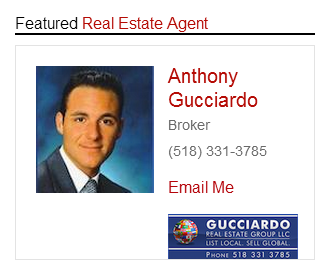 Featured Real Estate Agent
Anthony
Gucciardo
Broker
(518) 331-3785
Email Me
GUCCIARDO
REAL ESTATE GROUP LLC
LIST LOCAL. SELL GLOBAL.
PHONE 518 331 3785